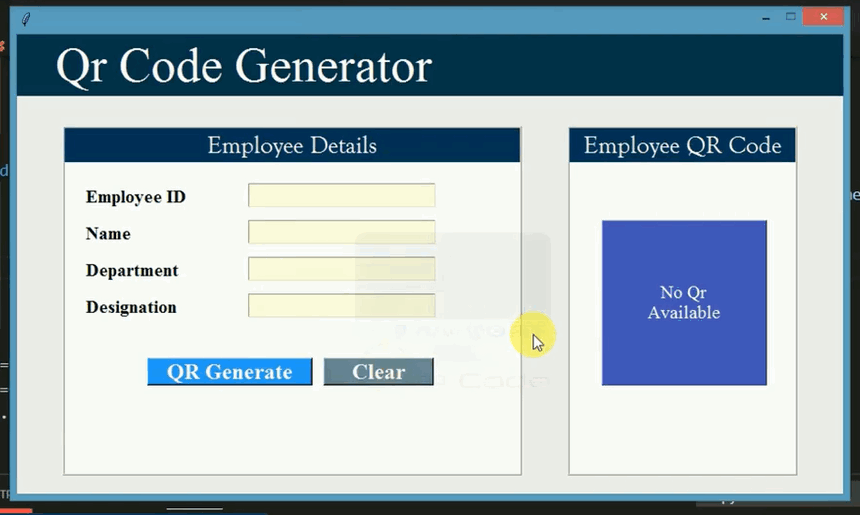 Qr Code Generator
Employee Details
Employee ID
Name
Department
Designation
QR Generate
Clear
Employee QR Code
No Qr
Available